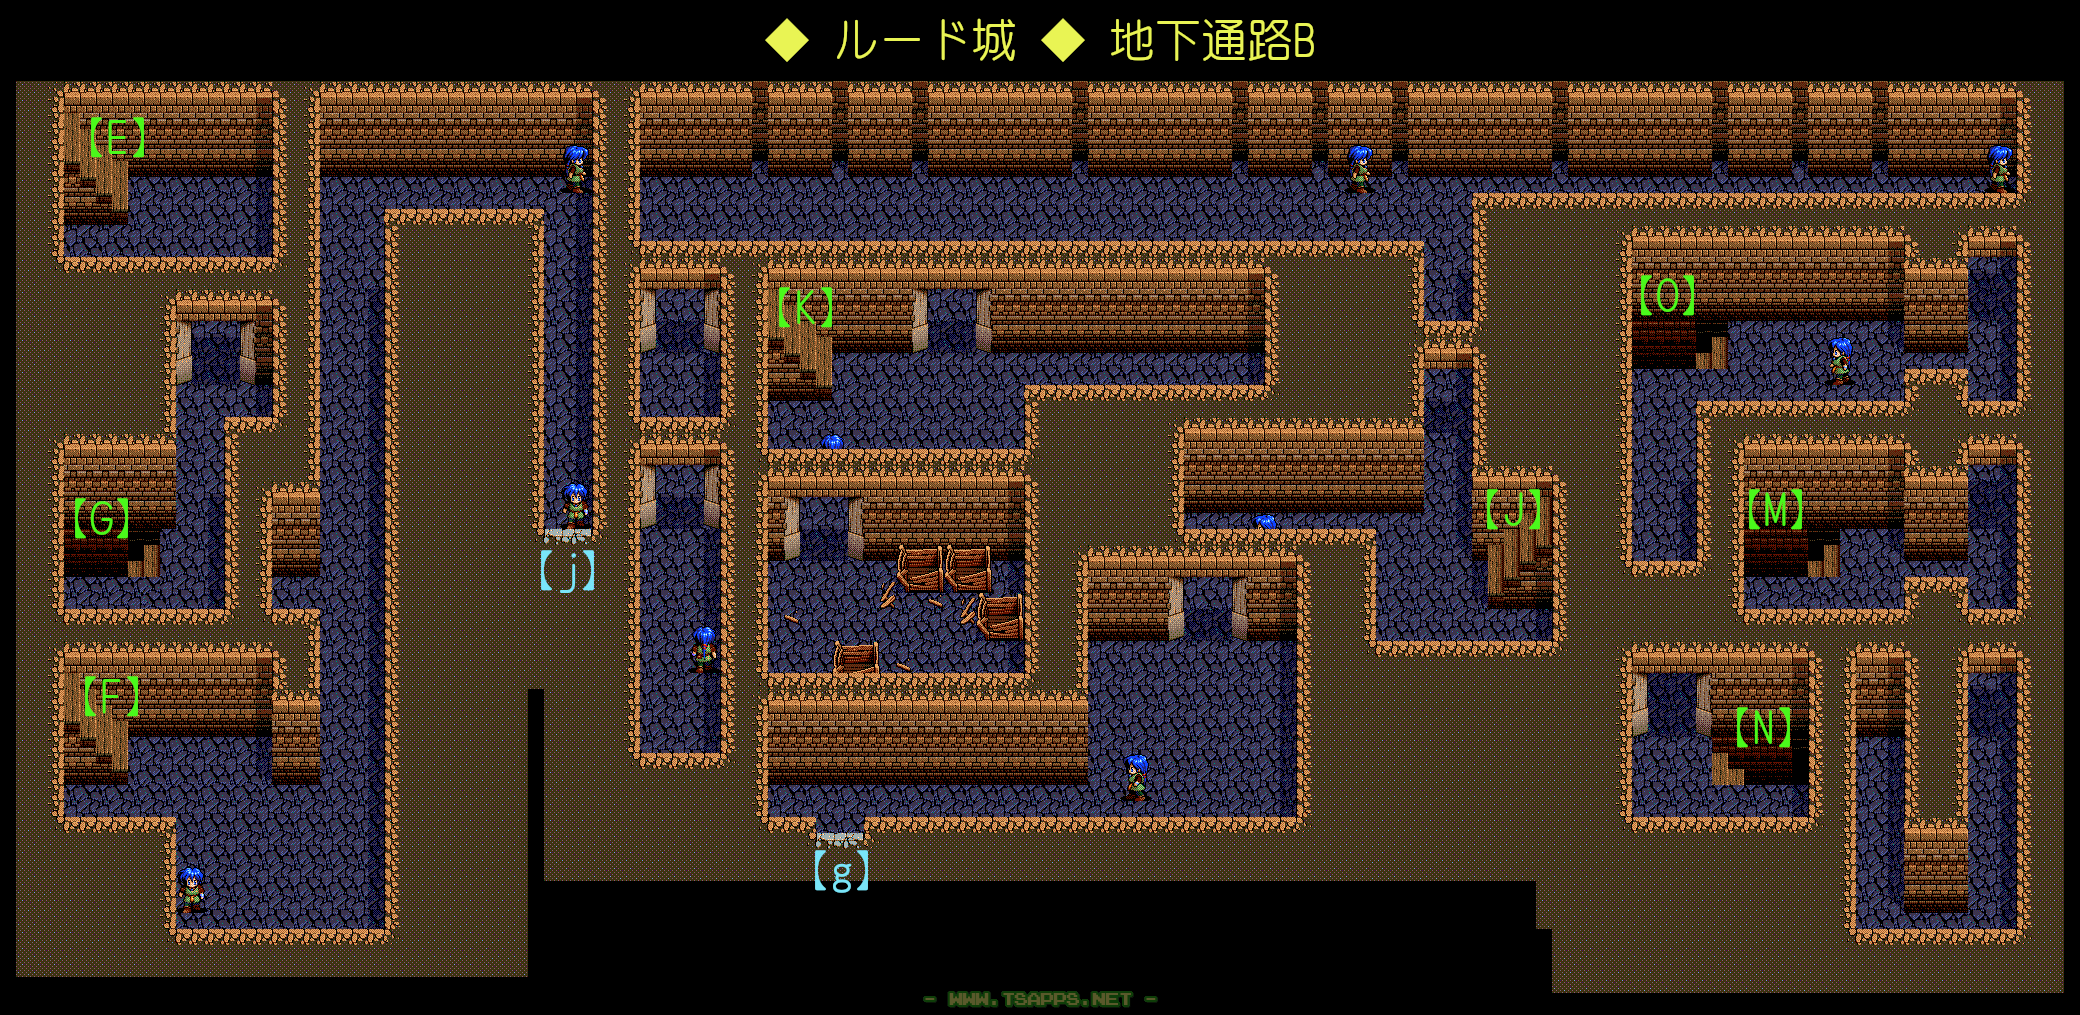 ◆ ルード城 ◆ 地下通路B
【E】
【O】
【K】
【G】
【J】
【M】
【j】
【F】
【N】
【g】
- WWW.TSAPPS.NET -